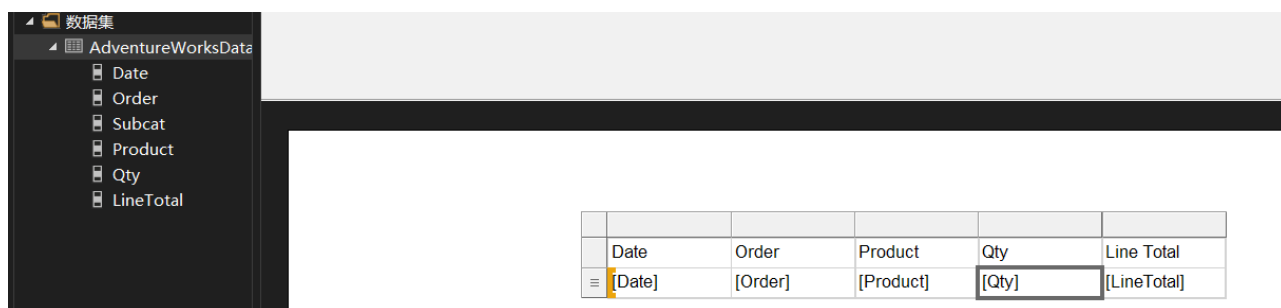 数据集
AdventureWorksData
Date
Order
Subcat
Product
Qty
LineTotal
Date Order Product Qty Line Total
[Date] [Order] [Product] [Qty] [LineTotal]